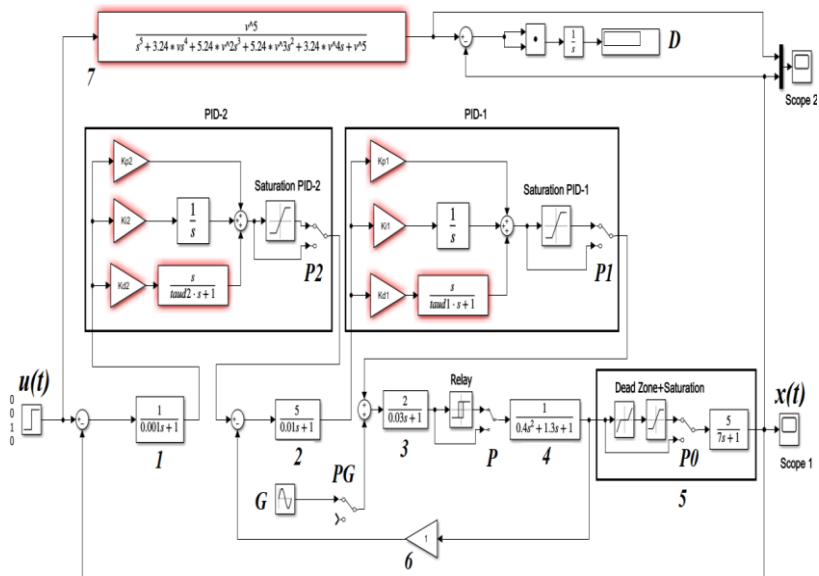 v^5
s^5+3.24*vs^4+5.24*v^2s^3+5.24*v^3s^2+3.24*v^4s+v^5
7
1
s
D
Scope 2
PID-2
PID-1
Kp2
Ki2
1
s
Kd2
s
taud2·s+1
Saturation PID-2
P2
Kp1
Ki1
1
s
Kd1
s
taud1·s+1
Saturation PID-1
P1
u(t)
0
0
1
0
1
0.001s+1
1
5
0.01s+1
2
2
0.03s+1
3
Relay
P
1
0.4s²+1.3s+1
4
Dead Zone+Saturation
P0
5
7s+1
5
x(t)
Scope 1
G
PG
1
6